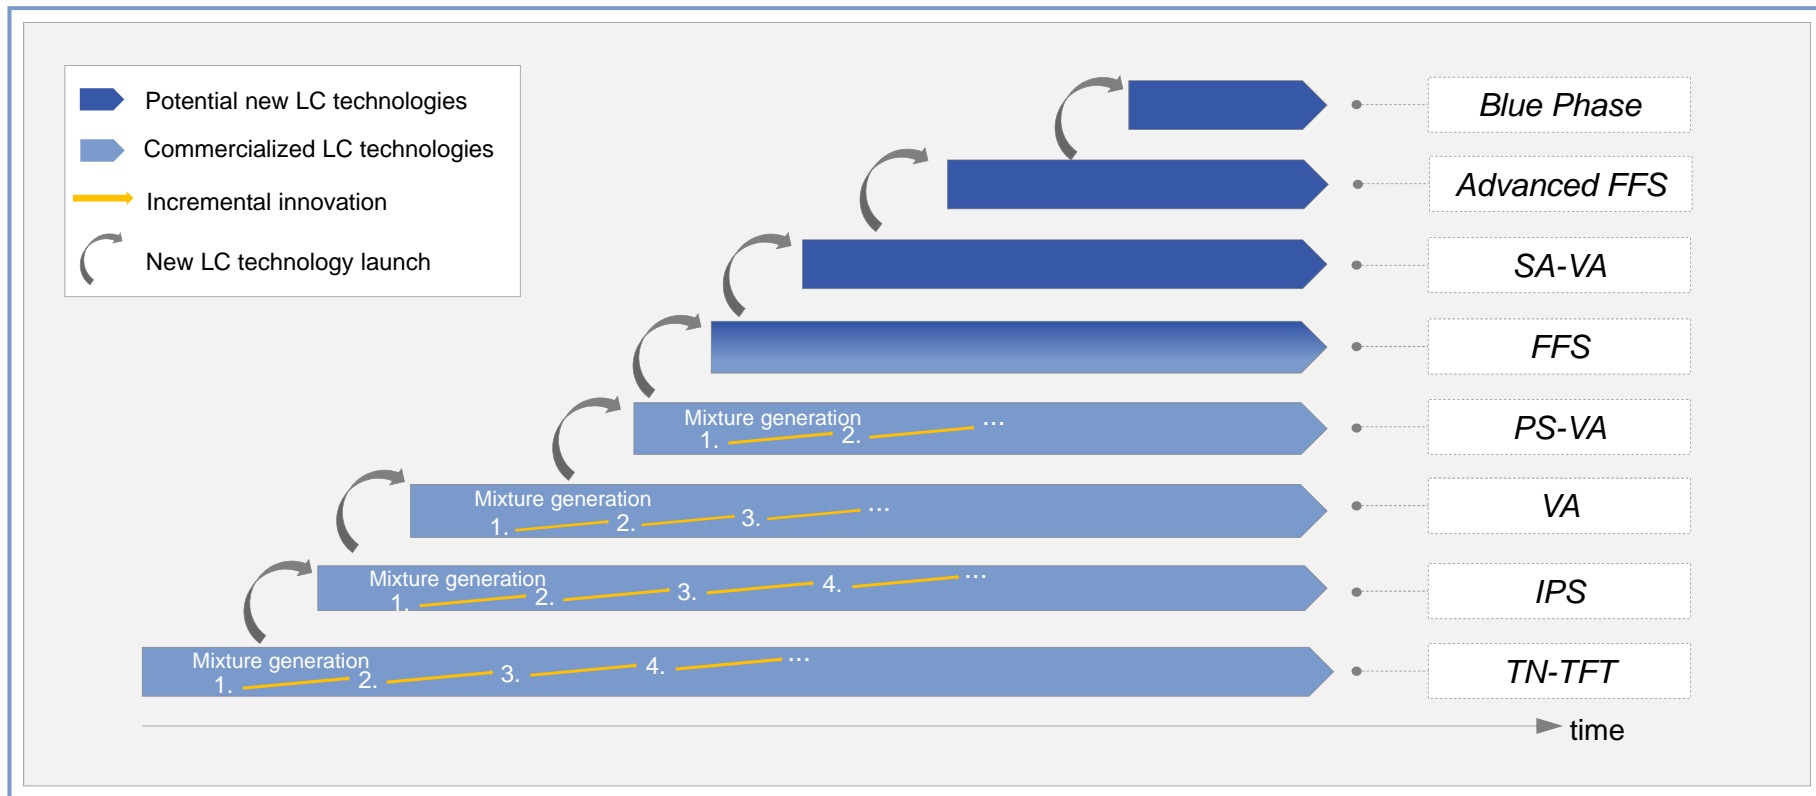 Potential new LC technologies
Commercialized LC technologies
Incremental innovation
New LC technology launch
Blue Phase
Advanced FFS
SA-VA
FFS
Mixture generation
1. 2. ...
PS-VA
Mixture generation
1. 2. 3. ...
VA
Mixture generation
1. 2. 3. 4. ...
IPS
Mixture generation
1. 2. 3. 4. ...
TN-TFT
time